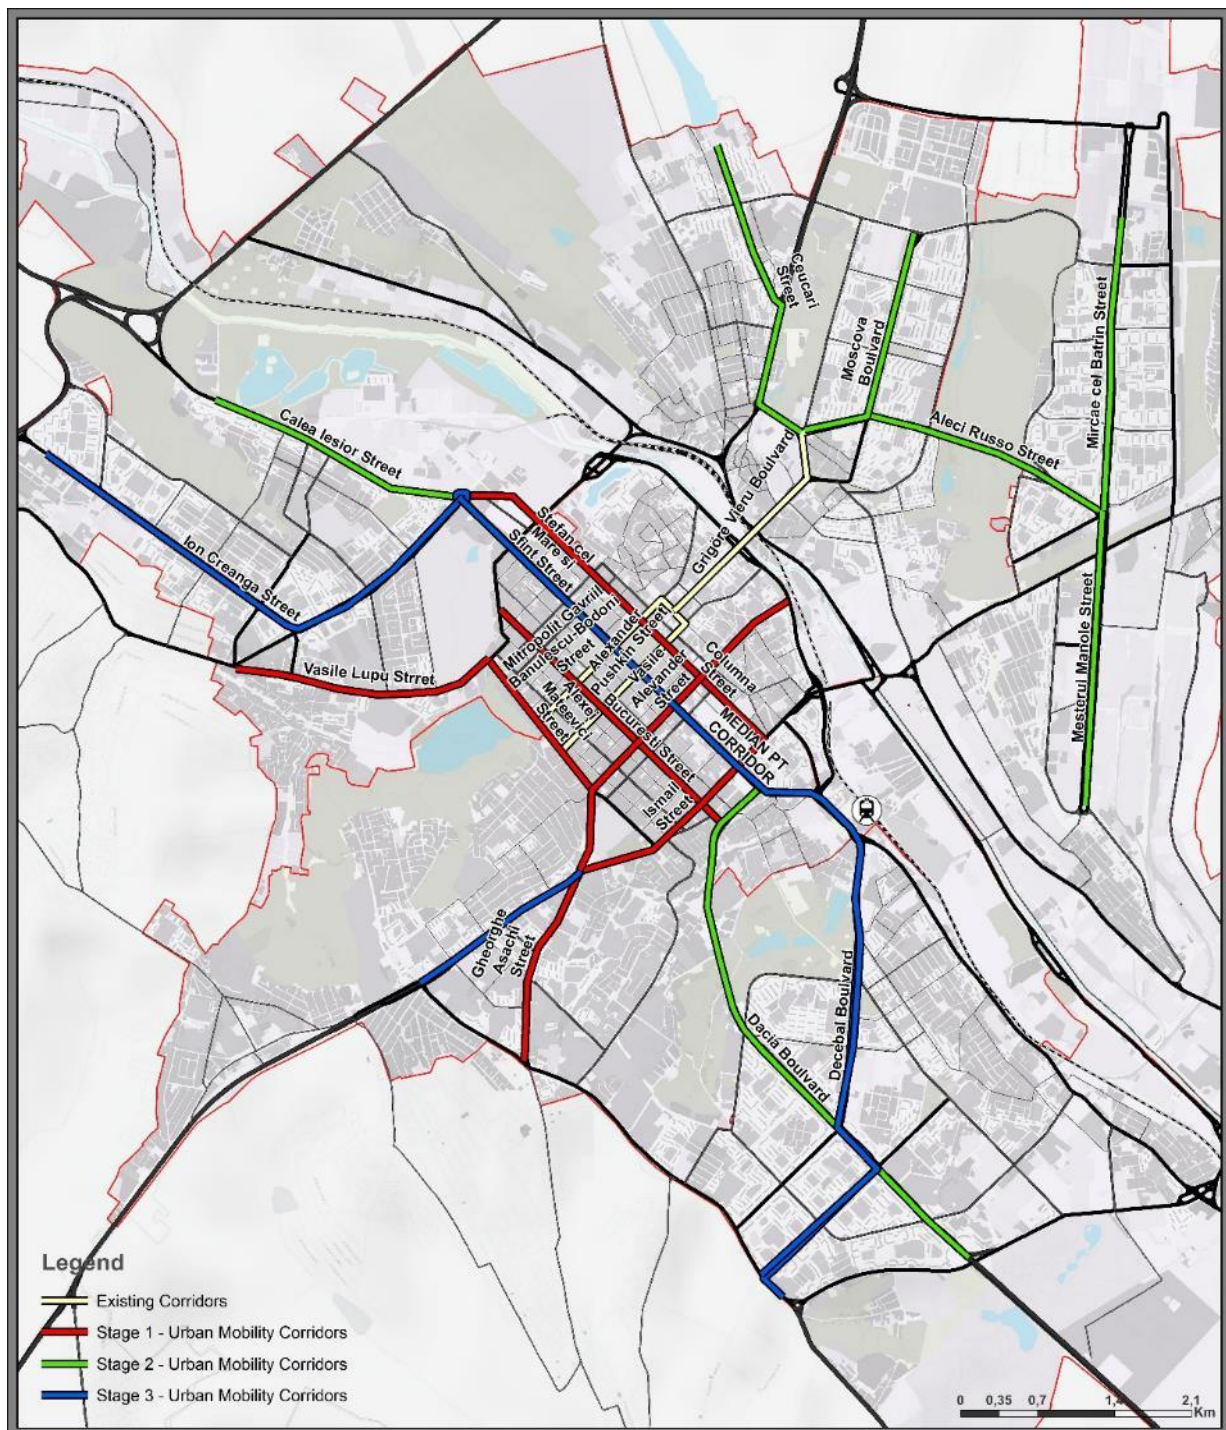 Ceucari
Street
Moscova
Boulvard
Mircae cel Batrin Street
Aleci Russo Street
Calea Iesior Street
Grigore Vieru Boulvard
Stefan cel
Mare si
Sfint Street
Ion Creanga Street
Mitropolit Gavriil
Banulescu-Bodoni
Street
Alexander
Pushkin Street
Vasile
Alexander
Street
Columna
Street
Mesterul Manole Street
Vasile Lupu Strret
Alexei
Mateevici
Street
Bucuresti Street
MEDIAN PT
CORRIDOR
Ismail
Street
Gheorghe
Asachi
Street
Dacia Boulvard
Decebal Boulvard
Legend
Existing Corridors
Stage 1 - Urban Mobility Corridors
Stage 2 - Urban Mobility Corridors
Stage 3 - Urban Mobility Corridors
0 0,35 0,7 1,4 2,1
Km